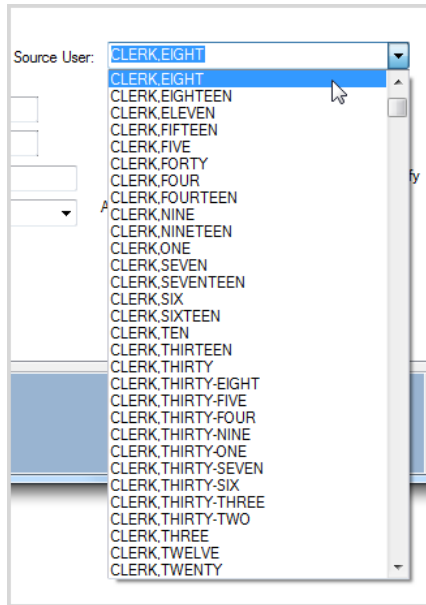 Source User: CLERK,EIGHT
CLERK,EIGHT
CLERK,EIGHTEEN
CLERK,ELEVEN
CLERK,FIFTEEN
CLERK,FIVE
CLERK,FORTY
CLERK,FOUR
fy
CLERK,FOURTEEN
A
CLERK,NINE
CLERK,NINETEEN
CLERK,ONE
CLERK,SEVEN
CLERK,SEVENTEEN
CLERK,SIX
CLERK,SIXTEEN
CLERK,TEN
CLERK,THIRTEEN
CLERK,THIRTY
CLERK,THIRTY-EIGHT
CLERK,THIRTY-FIVE
CLERK,THIRTY-FOUR
CLERK,THIRTY-NINE
CLERK,THIRTY-ONE
CLERK,THIRTY-SEVEN
CLERK,THIRTY-SIX
CLERK,THIRTY-THREE
CLERK,THIRTY-TWO
CLERK,THREE
CLERK,TWELVE
CLERK,TWENTY